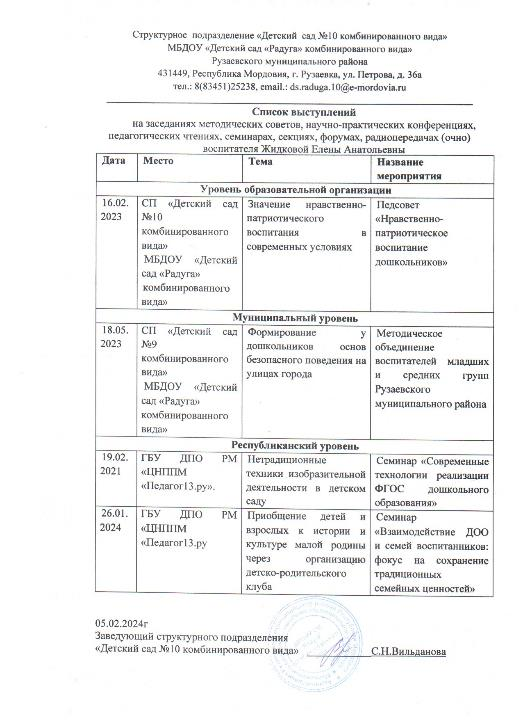 Структурное подразделение «Детский сад №10 комбинированного вида»
МБДОУ «Детский сад «Радуга» комбинированного вида»
Рузаевского муниципального района
431449, Республика Мордовия, г. Рузаевка, ул. Петрова, д. 36а
тел.: 8(83451)25238, email.: ds.raduga.10@e-mordovia.ru
Список выступлений
на заседаниях методических советов, научно-практических конференциях,
педагогических чтениях, семинарах, секциях, форумах, радиопередачах (очно)
воспитателя Жидковой Елены Анатольевны
Дата Место Тема Название
мероприятия
Уровень образовательной организации
16.02. СП «Детский сад Значение нравственно- Педсовет
2023 №10 патриотического «Нравственно-
комбинированного воспитания в патриотическое
вида» современных условиях воспитание
МБДОУ «Детский дошкольников»
сад «Радуга»
комбинированного
вида»
Муниципальный уровень
18.05. СП «Детский сад Формирование у Методическое
2023 №9 дошкольников основ объединение
комбинированного безопасного поведения на воспитателей младших
вида» улицах города и средних групп
МБДОУ «Детский Рузаевского
сад «Радуга» муниципального района
комбинированного
вида»
Республиканский уровень
19.02. ГБУ ДПО РМ Нетрадиционные Семинар «Современные
2021 «ЦНППМ техники изобразительной технологии реализации
«Педагог13.ру». деятельности в детском ФГОС дошкольного
саду образования»
26.01. ГБУ ДПО РМ Приобщение детей и Семинар
2024 «ЦНППМ взрослых к истории и «Взаимодействие ДОО
«Педагог13.ру культуре малой родины и семей воспитанников:
через организацию фокус на сохранение
детско-родительского традиционных
клуба семейных ценностей»
05.02.2024г
Заведующий структурного подразделения
«Детский сад №10 комбинированного вида» С.Н.Вильданова